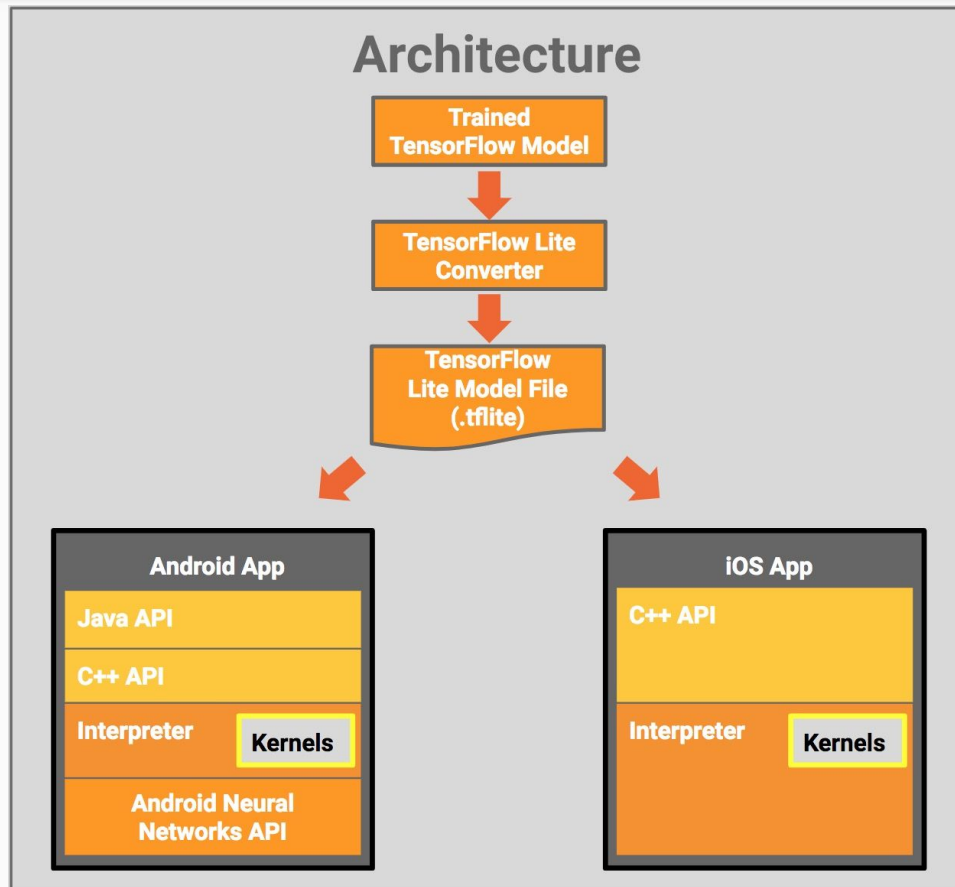 Architecture
Trained
TensorFlow Model
TensorFlow Lite
Converter
TensorFlow
Lite Model File
(.tflite)
Android App
Java API
C++ API
Interpreter
Kernels
Android Neural
Networks API
iOS App
C++ API
Interpreter
Kernels